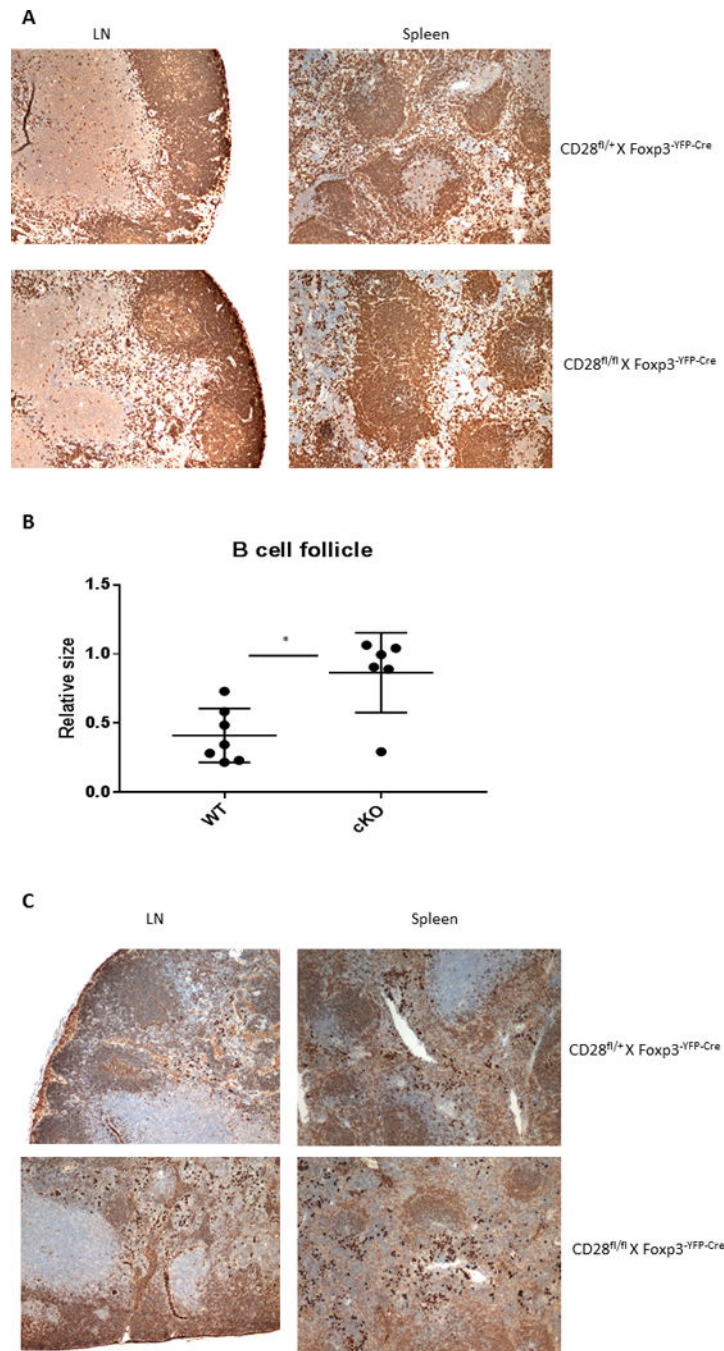 A
LN Spleen
CD28fl/+ X Foxp3-YFP-Cre
CD28fl/fl X Foxp3-YFP-Cre
B
B cell follicle
1.5
*
1.0
Relative size
0.5
0.0
WT cKO
C
LN Spleen
CD28fl/+ X Foxp3-YFP-Cre
CD28fl/fl X Foxp3-YFP-Cre